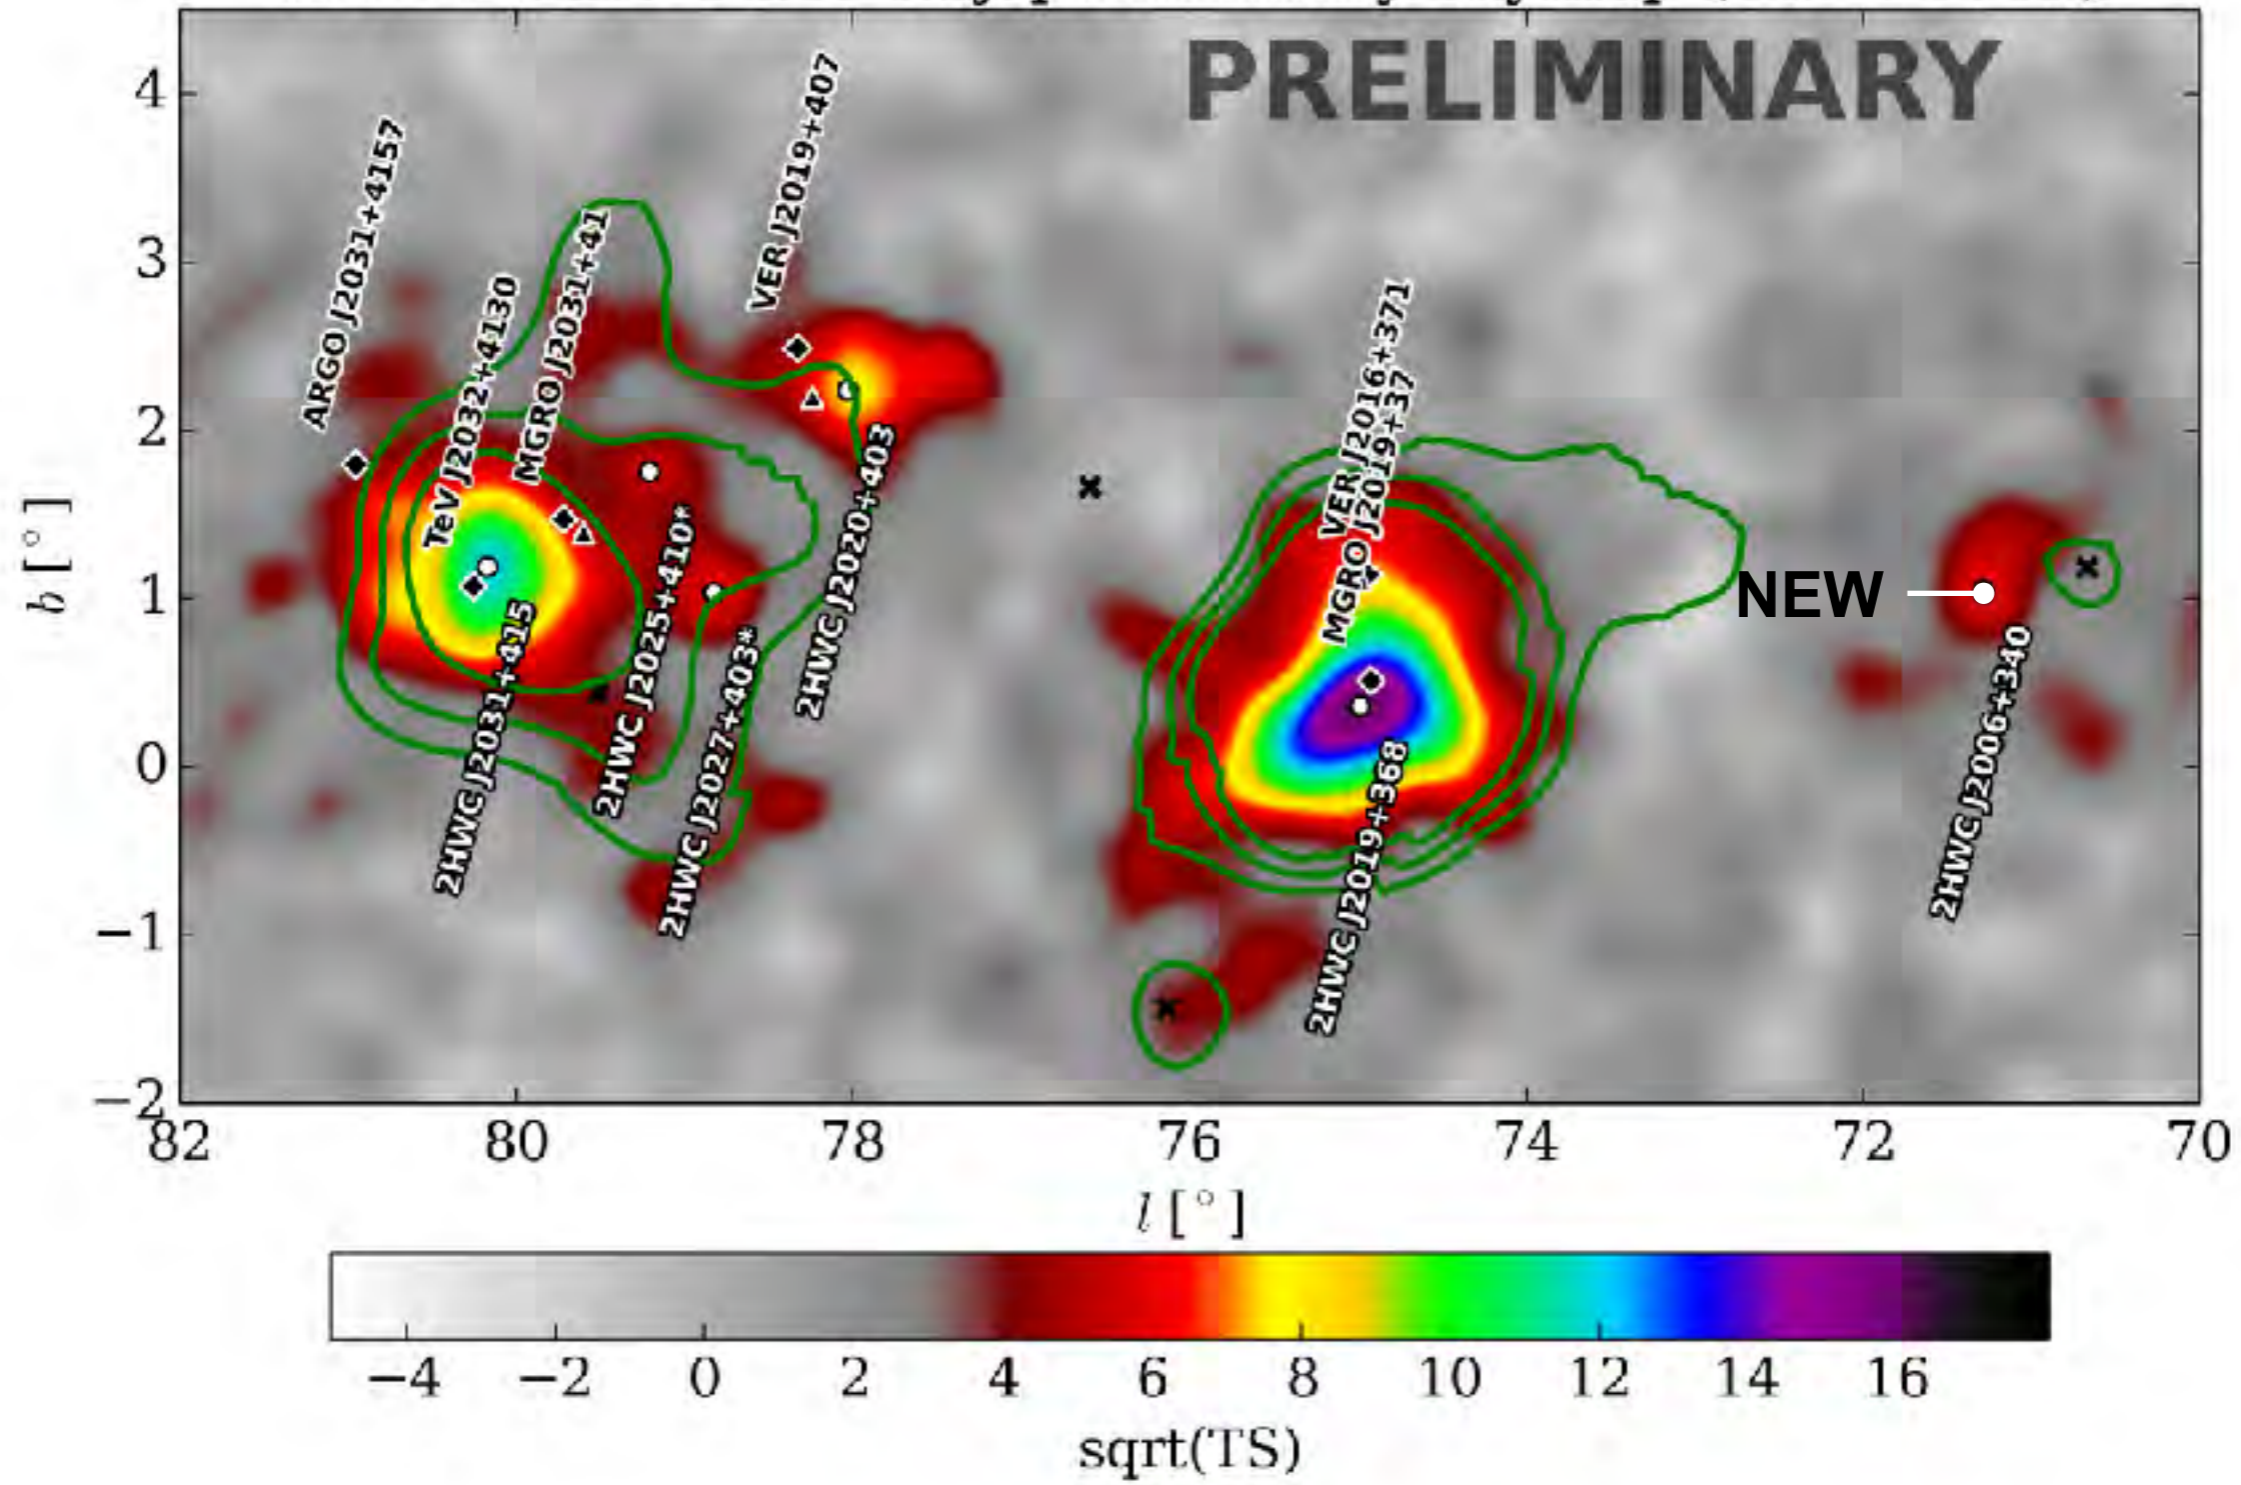 PRELIMINARY
ARGO J2031+4157
TeV J2032+4130
MGRO J2031+41
VER J2019+407
VER J2016+371
MGRO J2019+37
NEW
2HWC J2031+415
2HWC J2025+410*
2HWC J2027+403*
2HWC J2020+403
2HWC J2019+368
2HWC J2006+340
4
3
2
1
0
−1
−2
b [°]
82 80 78 76 74 72 70
l [°]
−4 −2 0 2 4 6 8 10 12 14 16
sqrt(TS)